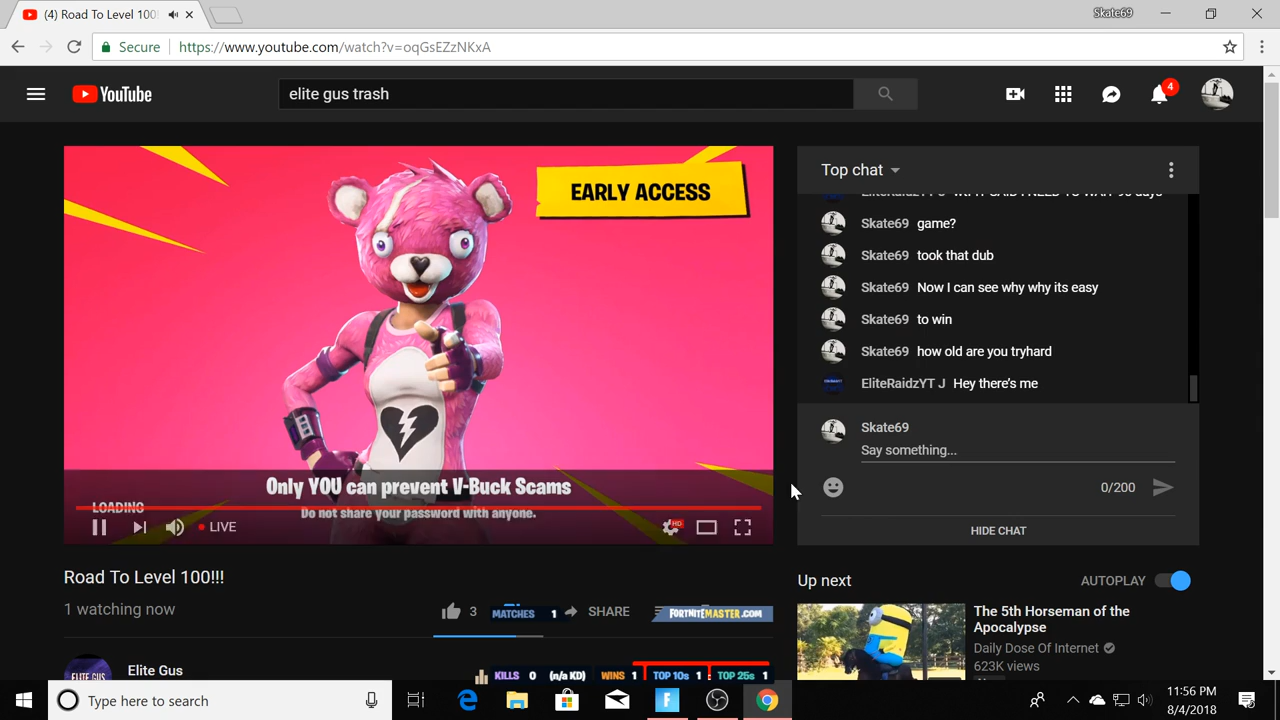 (4) Road To Level 100!
Skate69
Secure
https://www.youtube.com/watch?v=oqGsEZzNKxA
YouTube
elite gus trash
4
EARLY ACCESS
Only YOU can prevent V-Buck Scams
LOADING
Do not share your password with anyone.
LIVE
HD
Top chat
Skate69 game?
Skate69 took that dub
Skate69 Now I can see why why its easy
Skate69 to win
Skate69 how old are you tryhard
EliteRaidzYT J Hey there's me
Skate69
Say something...
0/200
HIDE CHAT
Road To Level 100!!!
1 watching now
3
MATCHES 1
SHARE
FORTNITEMASTER.COM
Up next
AUTOPLAY
The 5th Horseman of the
Apocalypse
Daily Dose Of Internet
623K views
ELITE GUS
Elite Gus
KILLS 0 (n/a KD) WINS 1 TOP 10s 1 TOP 25s 1
Type here to search
11:56 PM
8/4/2018